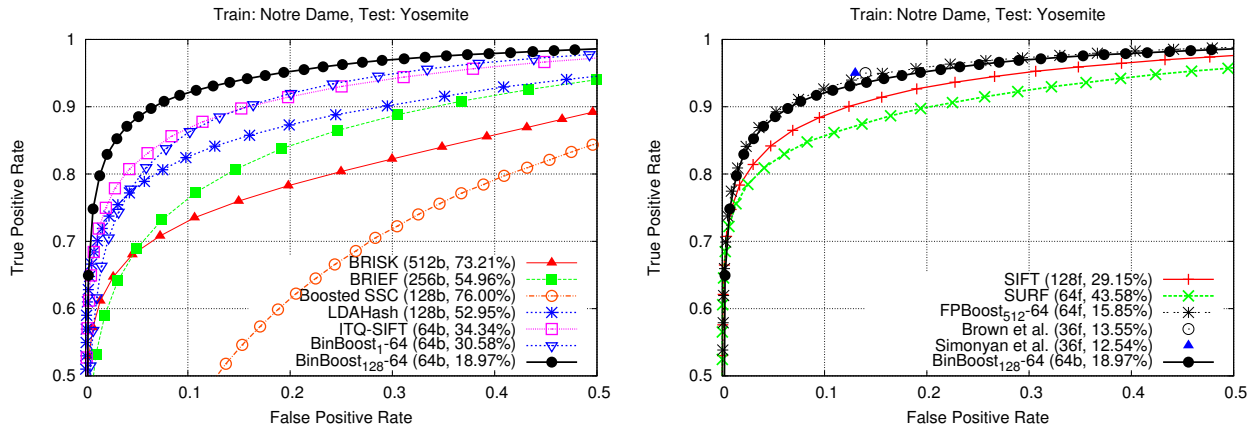 Train: Notre Dame, Test: Yosemite
1
0.9
0.8
0.7
0.6
0.5
True Positive Rate
BRISK (512b, 73.21%)
BRIEF (256b, 54.96%)
Boosted SSC (128b, 76.00%)
LDAHash (128b, 52.95%)
ITQ-SIFT (64b, 34.34%)
BinBoost1-64 (64b, 30.58%)
BinBoost128-64 (64b, 18.97%)
0 0.1 0.2 0.3 0.4 0.5
False Positive Rate
Train: Notre Dame, Test: Yosemite
1
0.9
0.8
0.7
0.6
0.5
True Positive Rate
SIFT (128f, 29.15%)
SURF (64f, 43.58%)
FPBoost512-64 (64f, 15.85%)
Brown et al. (36f, 13.55%)
Simonyan et al. (36f, 12.54%)
BinBoost128-64 (64b, 18.97%)
0 0.1 0.2 0.3 0.4 0.5
False Positive Rate